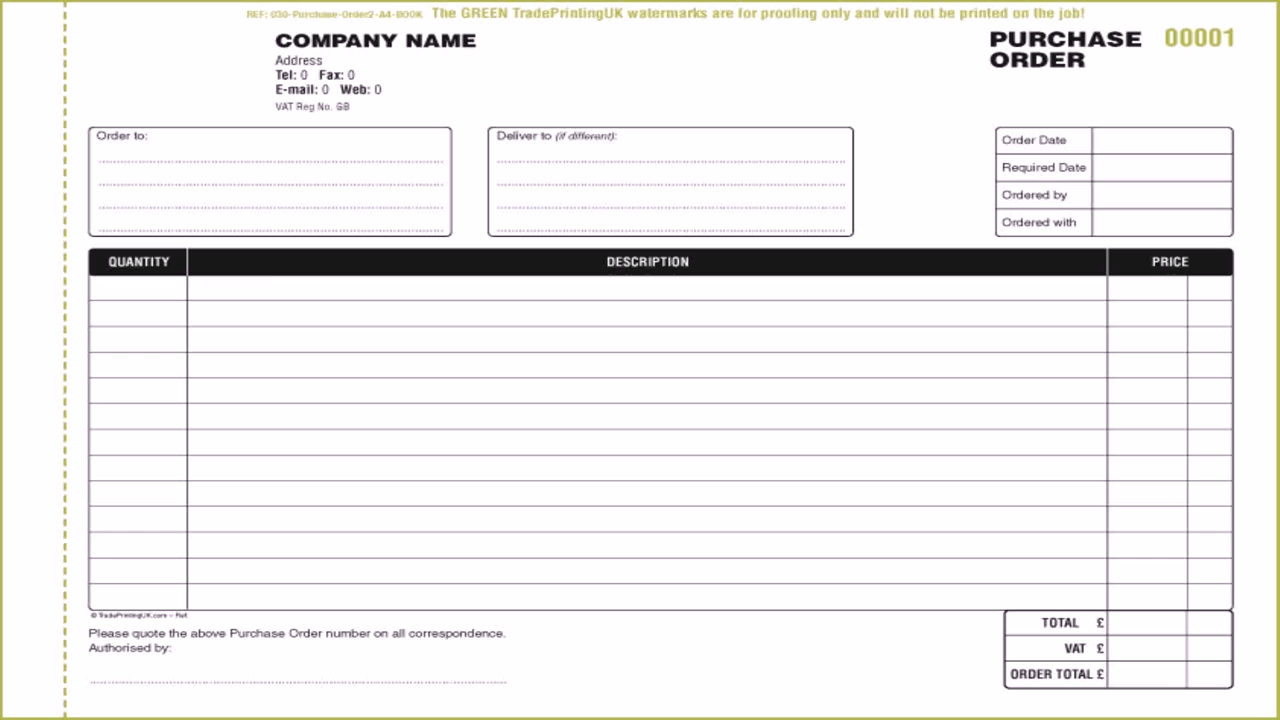 REF: 030-Purchase-Order2-A4-BOOK The GREEN TradePrintingUK watermarks are for proofing only and will not be printed on the job!
COMPANY NAME
Address
Tel: 0 Fax: 0
E-mail: 0 Web: 0
VAT Reg No. GB
PURCHASE 00001
ORDER
Order to:
Deliver to (if different):
Order Date
Required Date
Ordered by
Ordered with
QUANTITY DESCRIPTION PRICE
© TradePrintingUK.com –
Please quote the above Purchase Order number on all correspondence.
Authorised by:
TOTAL £
VAT £
ORDER TOTAL £